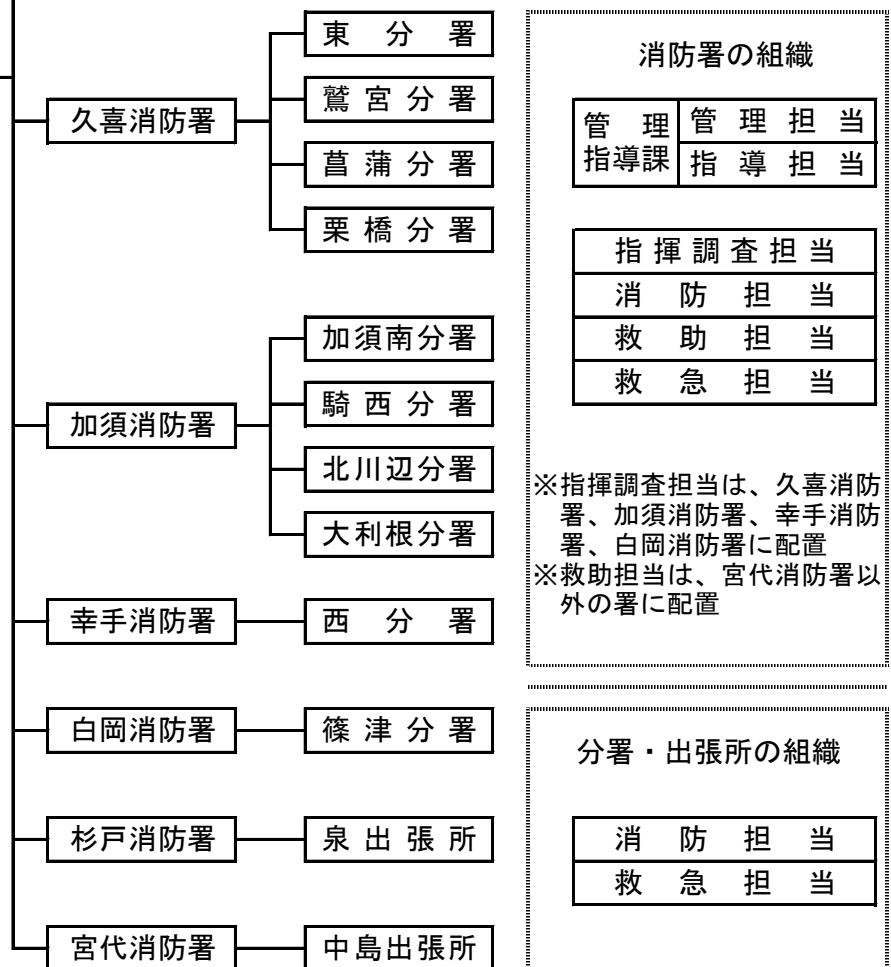 久喜消防署
東分署
鷲宮分署
菖蒲分署
栗橋分署
加須消防署
加須南分署
騎西分署
北川辺分署
大利根分署
幸手消防署
西分署
白岡消防署
篠津分署
杉戸消防署
泉出張所
宮代消防署
中島出張所
消防署の組織
管理
指導課
管理担当
指導担当
指揮調査担当
消防担当
救助担当
救急担当
※指揮調査担当は、久喜消防
署、加須消防署、幸手消防
署、白岡消防署に配置
※救助担当は、宮代消防署以
外の署に配置
分署・出張所の組織
消防担当
救急担当